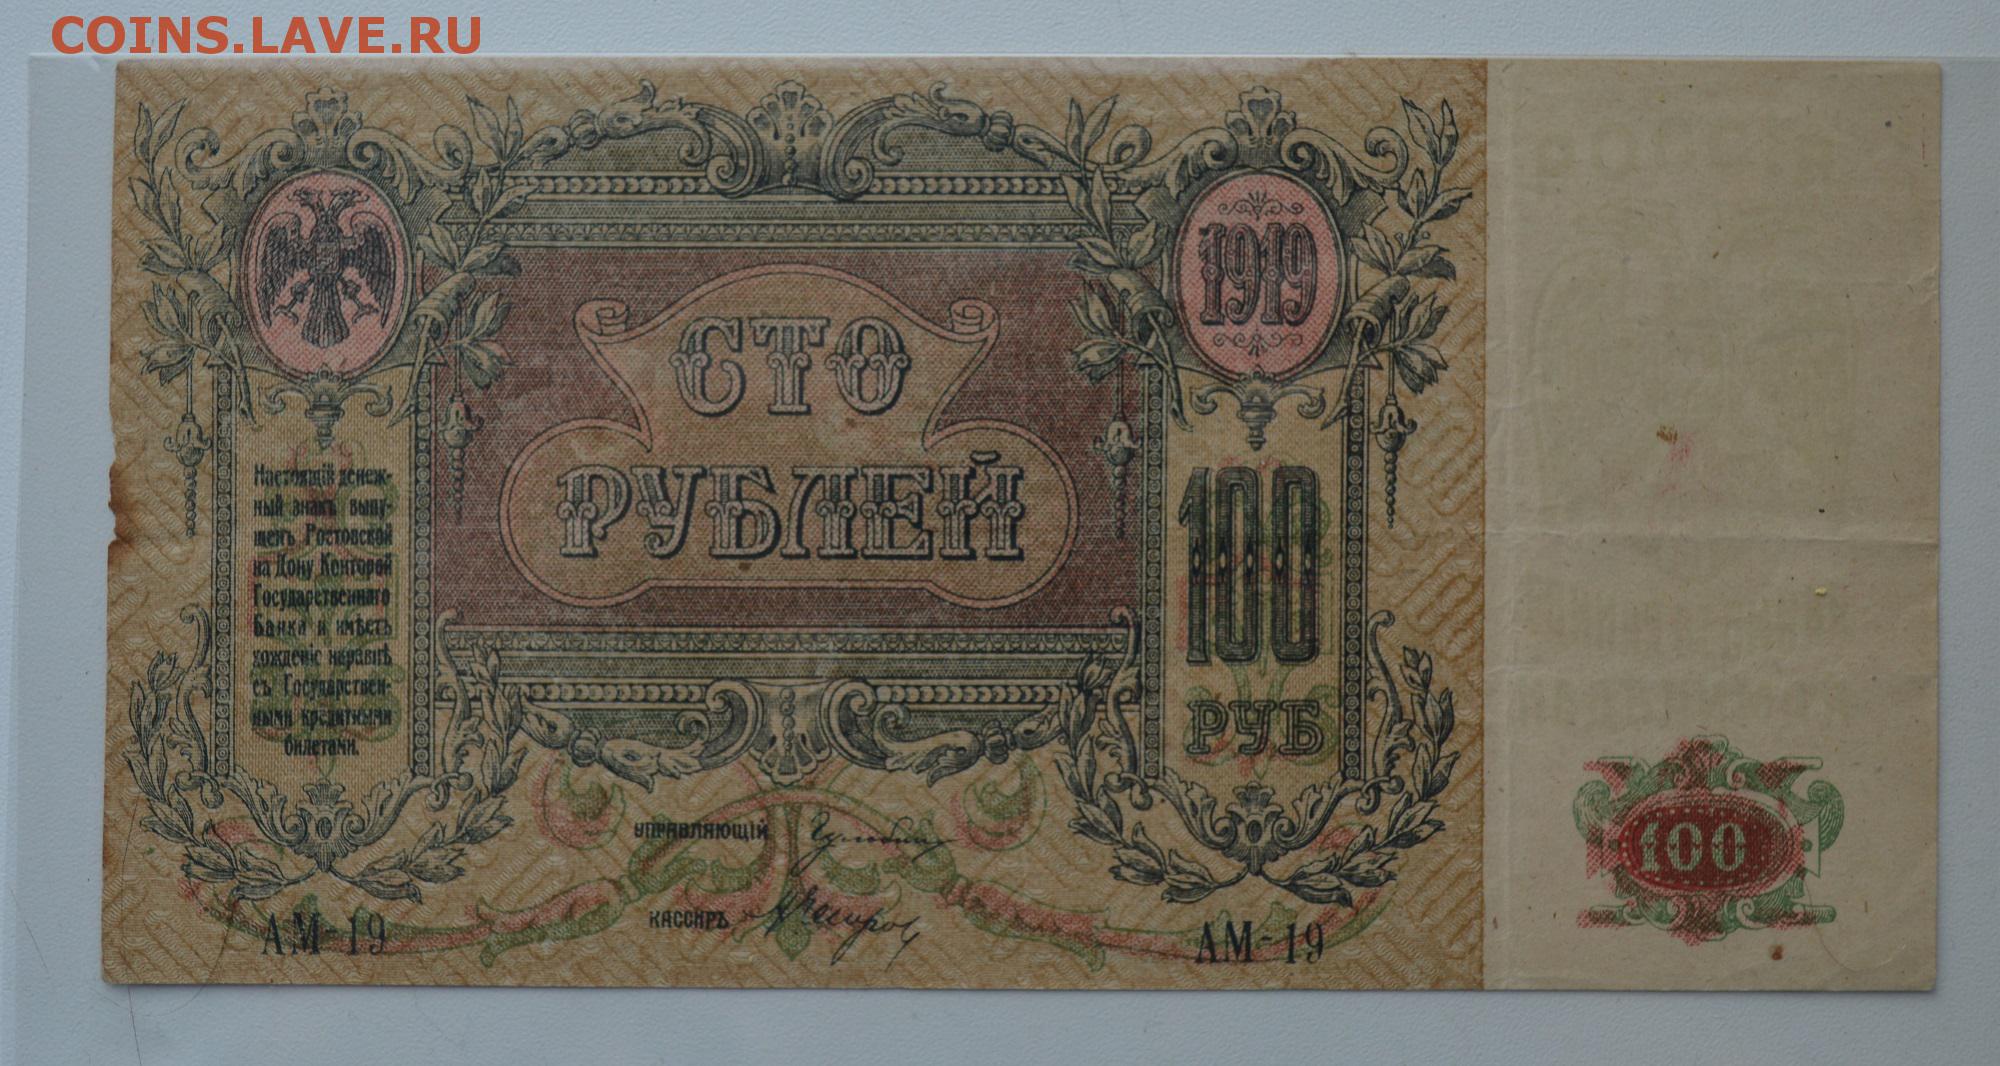 COINS.LAVE.RU
1919
СТО
РУБЛЕЙ
Настоящій денеж-
ный знакъ выпу-
щенъ Ростовской
на Дону Конторой
Государственнаго
Банка и имѣетъ
хожденіе наравнѣ
съ Государствен-
ными кредитными
билетами.
100
РУБ
УПРАВЛЯЮЩІЙ
КАССИРЪ
АМ-19
АМ-19
100